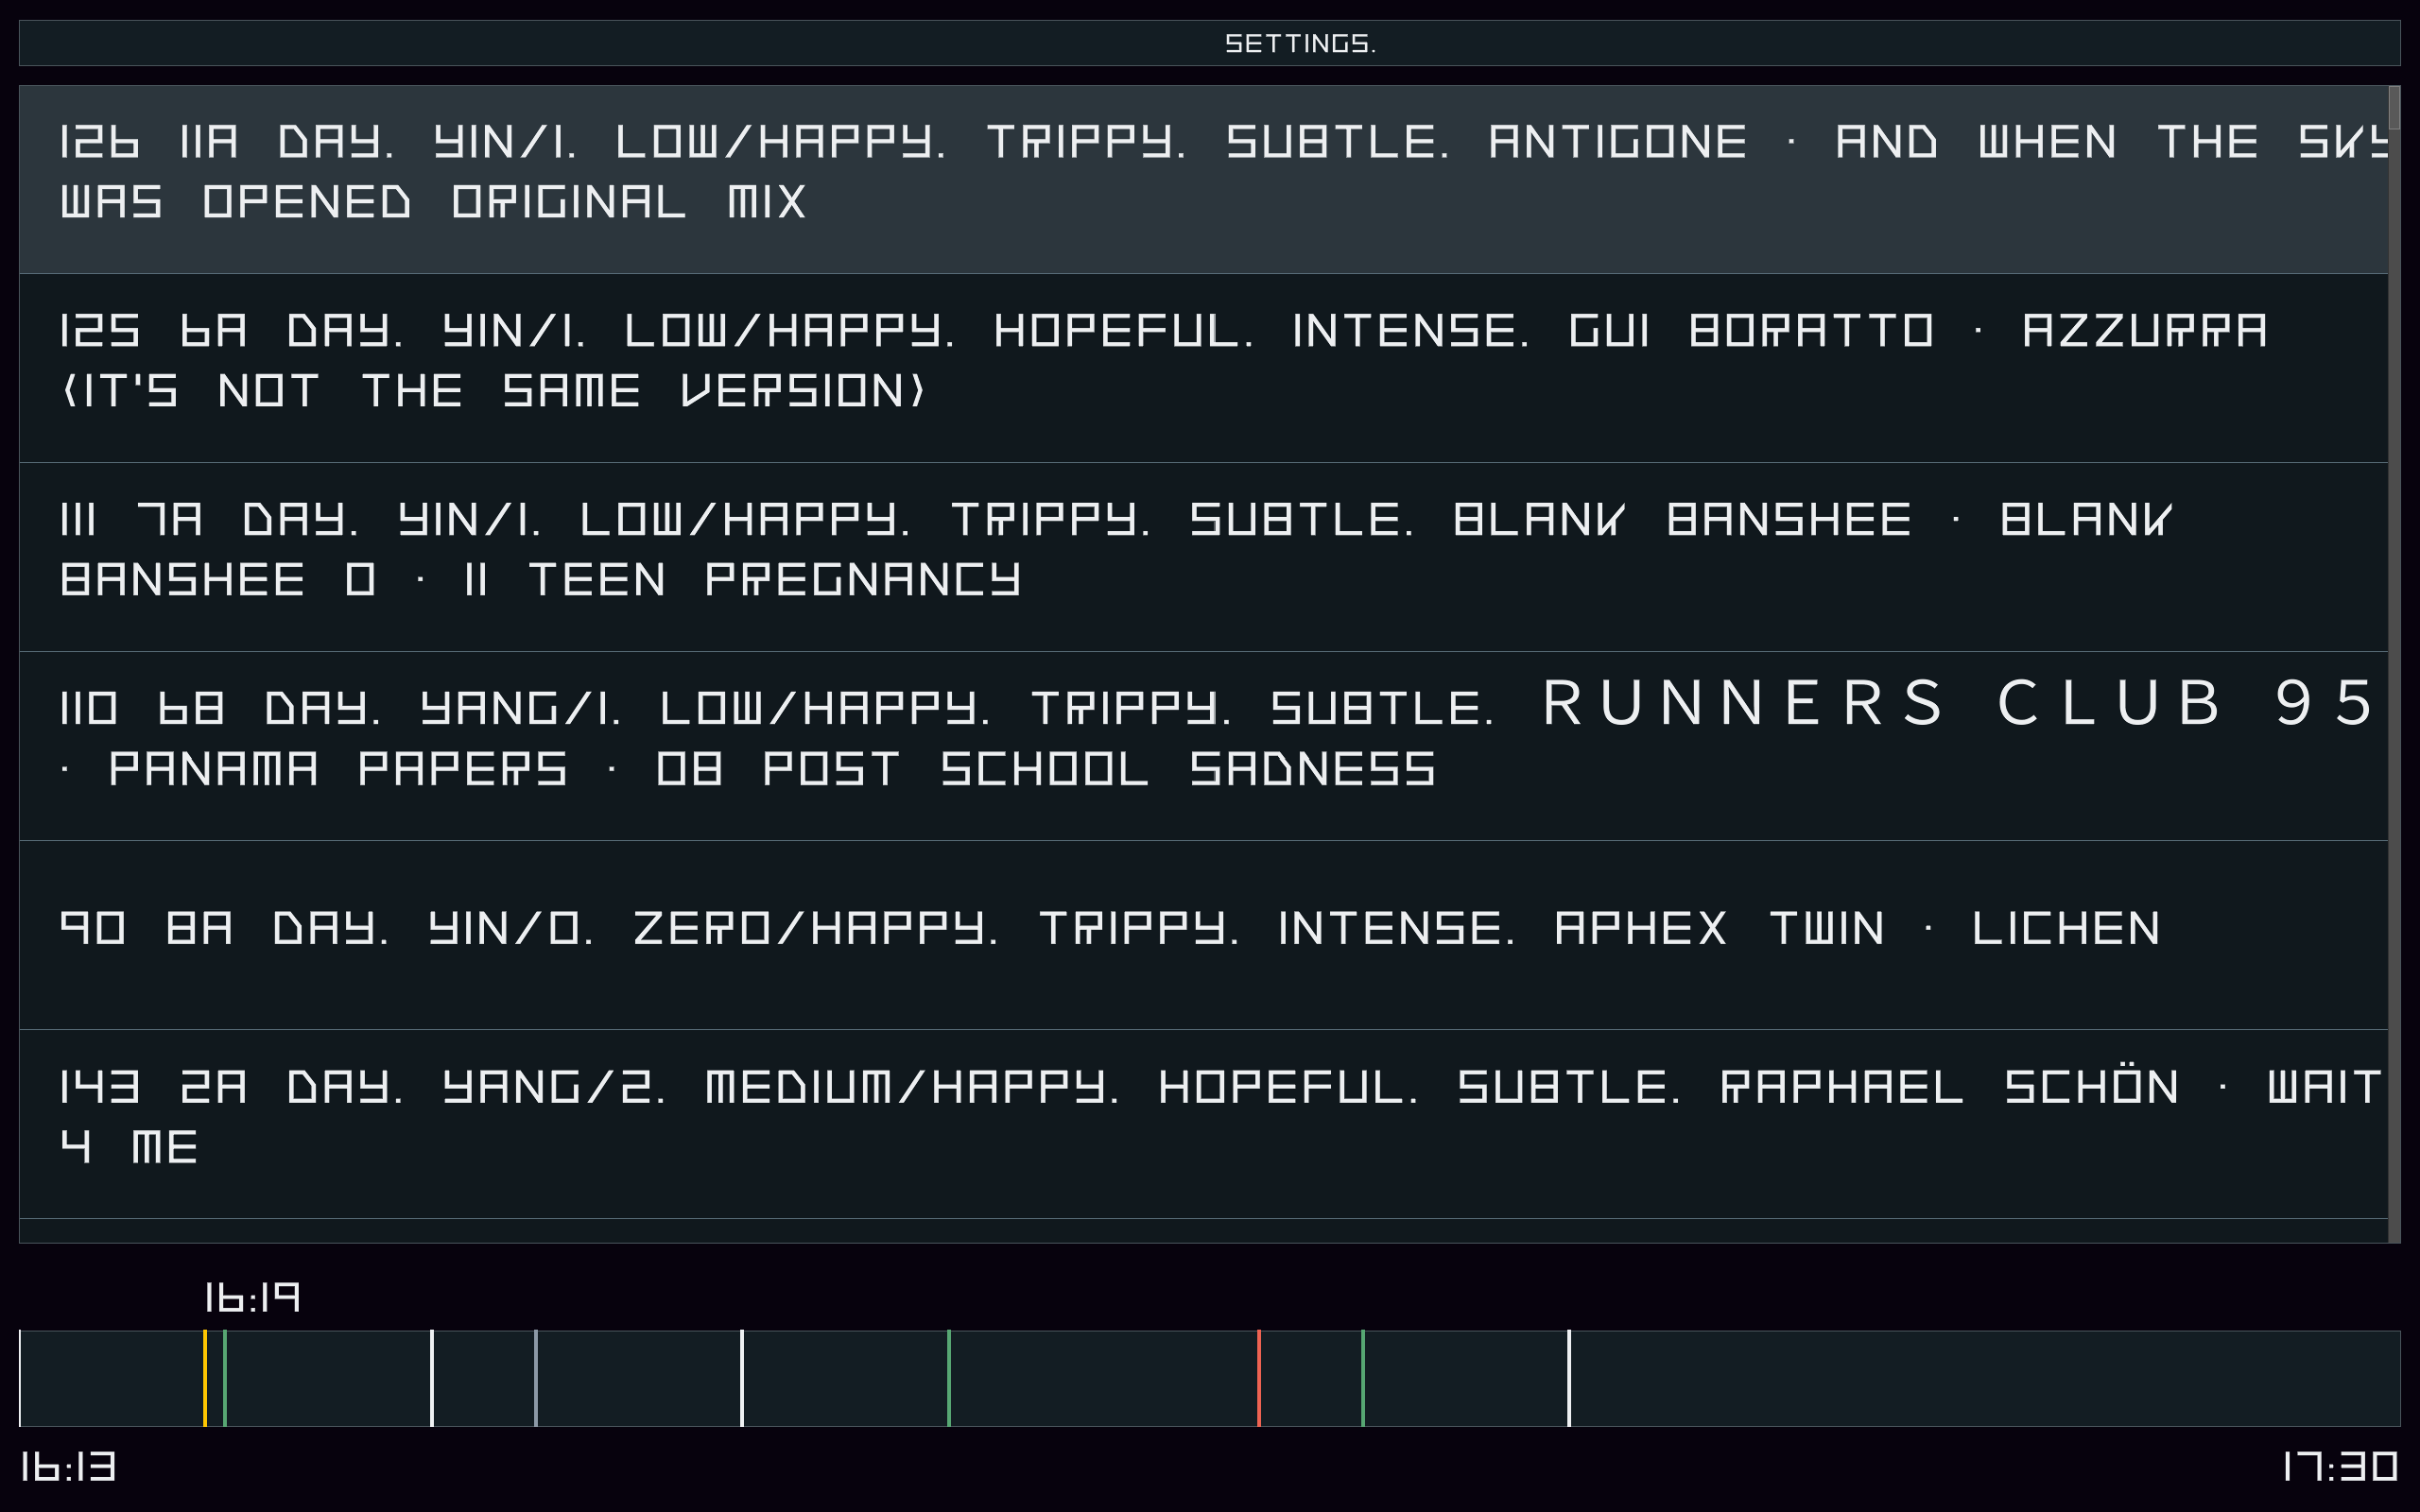 SETTINGS.
126 11A DAY. YIN/1. LOW/HAPPY. TRIPPY. SUBTLE. ANTIGONE · AND WHEN THE SKY
WAS OPENED ORIGINAL MIX
125 6A DAY. YIN/1. LOW/HAPPY. HOPEFUL. INTENSE. GUI BORATTO · AZZURRA
(IT'S NOT THE SAME VERSION)
111 7A DAY. YIN/1. LOW/HAPPY. TRIPPY. SUBTLE. BLANK BANSHEE · BLANK
BANSHEE 0 · 11 TEEN PREGNANCY
110 6B DAY. YANG/1. LOW/HAPPY. TRIPPY. SUBTLE. RUNNERS CLUB 95
· PANAMA PAPERS · 08 POST SCHOOL SADNESS
90 8A DAY. YIN/0. ZERO/HAPPY. TRIPPY. INTENSE. APHEX TWIN · LICHEN
143 2A DAY. YANG/2. MEDIUM/HAPPY. HOPEFUL. SUBTLE. RAPHAEL SCHÖN · WAIT
4 ME
16:19
16:13
17:30